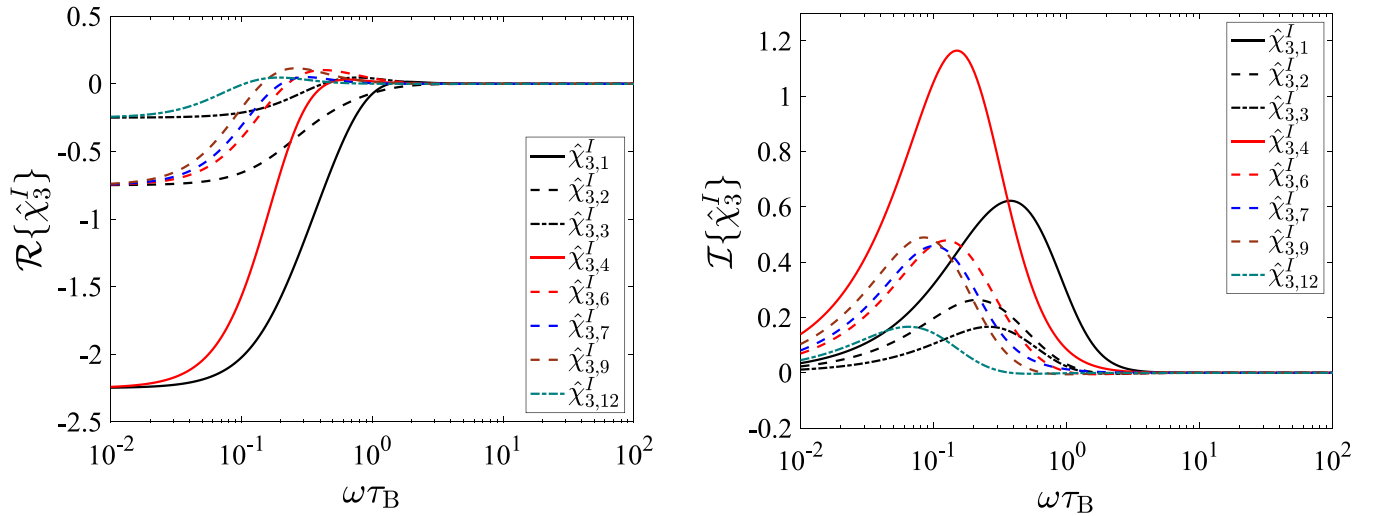 0.5
0
-0.5
-1
-1.5
-2
-2.5
10⁻²
10⁻¹
10⁰
10¹
10²
ℛ{χ̂₃ᴵ}
ωτ_B
χ̂ᴵ₃,₁
χ̂ᴵ₃,₂
χ̂ᴵ₃,₃
χ̂ᴵ₃,₄
χ̂ᴵ₃,₆
χ̂ᴵ₃,₇
χ̂ᴵ₃,₉
χ̂ᴵ₃,₁₂
1.2
1
0.8
0.6
0.4
0.2
0
-0.2
10⁻²
10⁻¹
10⁰
10¹
10²
ℐ{χ̂₃ᴵ}
ωτ_B
χ̂ᴵ₃,₁
χ̂ᴵ₃,₂
χ̂ᴵ₃,₃
χ̂ᴵ₃,₄
χ̂ᴵ₃,₆
χ̂ᴵ₃,₇
χ̂ᴵ₃,₉
χ̂ᴵ₃,₁₂